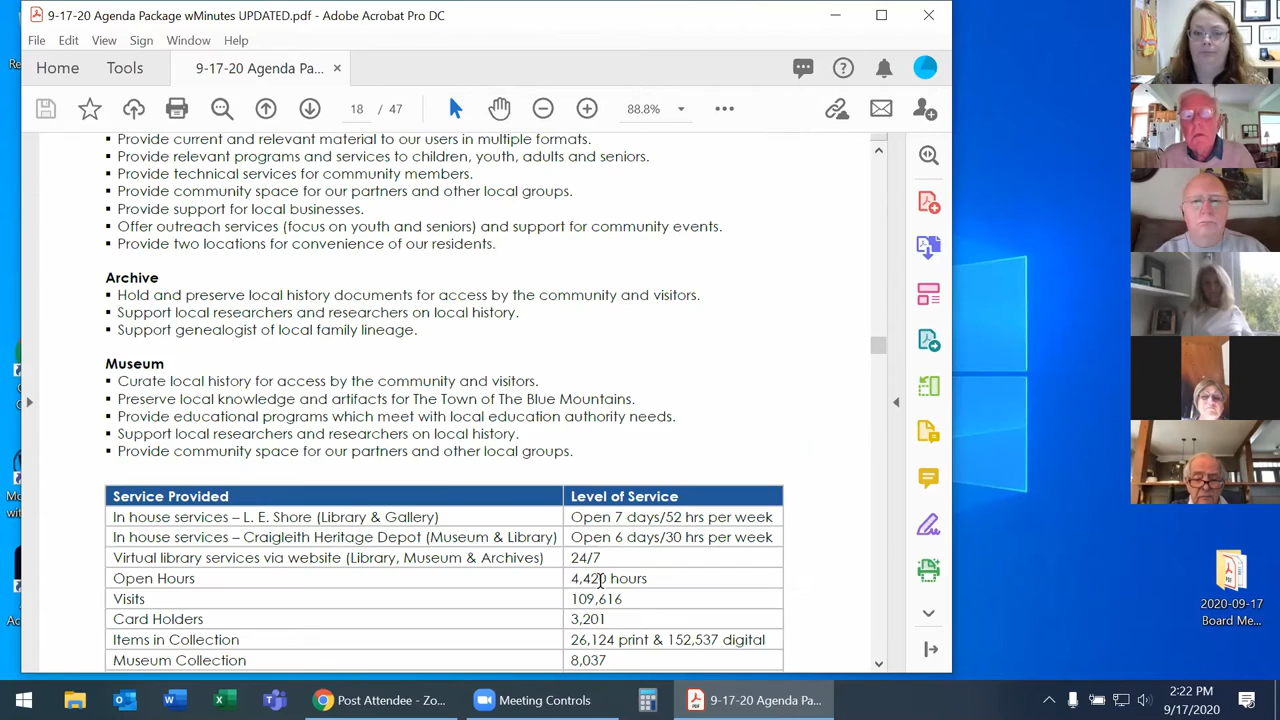 9-17-20 Agenda Package wMinutes UPDATED.pdf - Adobe Acrobat Pro DC
File Edit View Sign Window Help
Home Tools 9-17-20 Agenda Pa... ×
18 / 47 88.8%
▪ Provide current and relevant material to our users in multiple formats.
▪ Provide relevant programs and services to children, youth, adults and seniors.
▪ Provide technical services for community members.
▪ Provide community space for our partners and other local groups.
▪ Provide support for local businesses.
▪ Offer outreach services (focus on youth and seniors) and support for community events.
▪ Provide two locations for convenience of our residents.
Archive
▪ Hold and preserve local history documents for access by the community and visitors.
▪ Support local researchers and researchers on local history.
▪ Support genealogist of local family lineage.
Museum
▪ Curate local history for access by the community and visitors.
▪ Preserve local knowledge and artifacts for The Town of The Blue Mountains.
▪ Provide educational programs which meet with local education authority needs.
▪ Support local researchers and researchers on local history.
▪ Provide community space for our partners and other local groups.
Service Provided Level of Service
In house services – L. E. Shore (Library & Gallery) Open 7 days/52 hrs per week
In house services – Craigleith Heritage Depot (Museum & Library) Open 6 days/30 hrs per week
Virtual library services via website (Library, Museum & Archives) 24/7
Open Hours 4,420 hours
Visits 109,616
Card Holders 3,201
Items in Collection 26,124 print & 152,537 digital
Museum Collection 8,037
2020-09-17
Board Me...
Post Attendee - Zo... Meeting Controls 9-17-20 Agenda Pa...
2:22 PM
9/17/2020